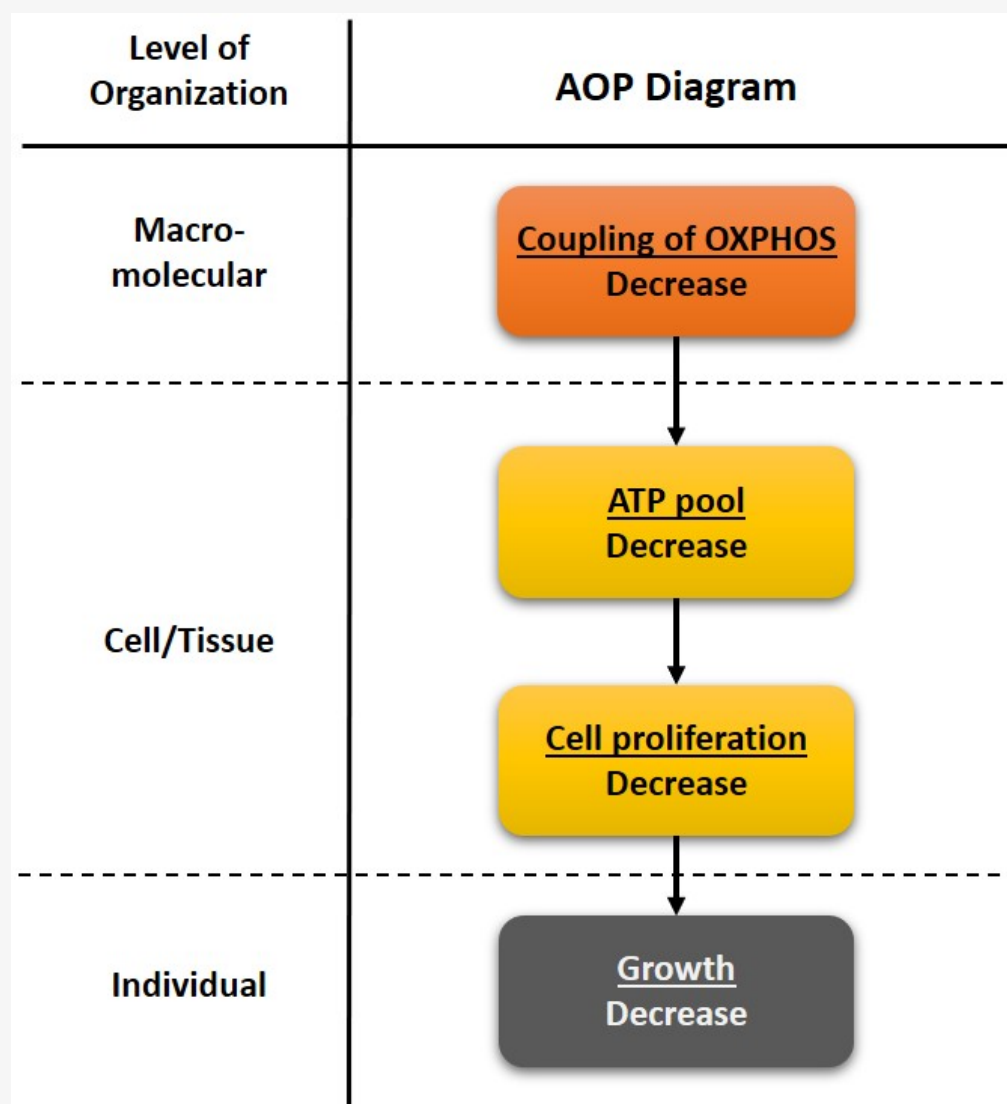 Level of
Organization
AOP Diagram
Macro-
molecular
Coupling of OXPHOS
Decrease
ATP pool
Decrease
Cell/Tissue
Cell proliferation
Decrease
Individual
Growth
Decrease